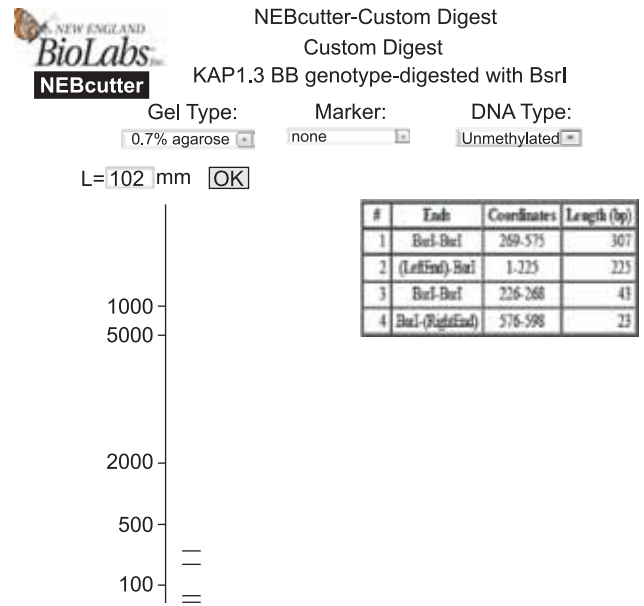 NEW ENGLAND
BioLabs Inc.
NEBcutter
NEBcutter-Custom Digest
Custom Digest
KAP1.3 BB genotype-digested with BsrI
Gel Type: Marker: DNA Type:
0.7% agarose none Unmethylated
L= 102 mm OK
# Ends Coordinates Length (bp)
1 BsrI-BsrI 269-575 307
2 (LeftEnd)-BsrI 1-225 225
3 BsrI-BsrI 226-268 43
4 BsrI-(RightEnd) 576-598 23
1000
5000
2000
500
100